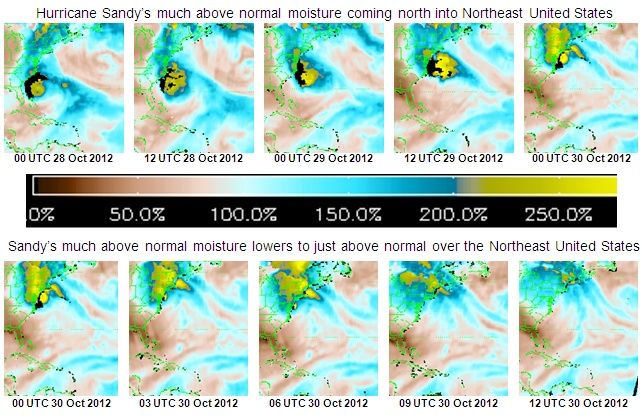 Hurricane Sandy's much above normal moisture coming north into Northeast United States
00 UTC 28 Oct 2012 12 UTC 28 Oct 2012 00 UTC 29 Oct 2012 12 UTC 29 Oct 2012 00 UTC 30 Oct 2012
.0% 50.0% 100.0% 150.0% 200.0% 250.0%
Sandy's much above normal moisture lowers to just above normal over the Northeast United States
00 UTC 30 Oct 2012 03 UTC 30 Oct 2012 06 UTC 30 Oct 2012 09 UTC 30 Oct 2012 12 UTC 30 Oct 2012